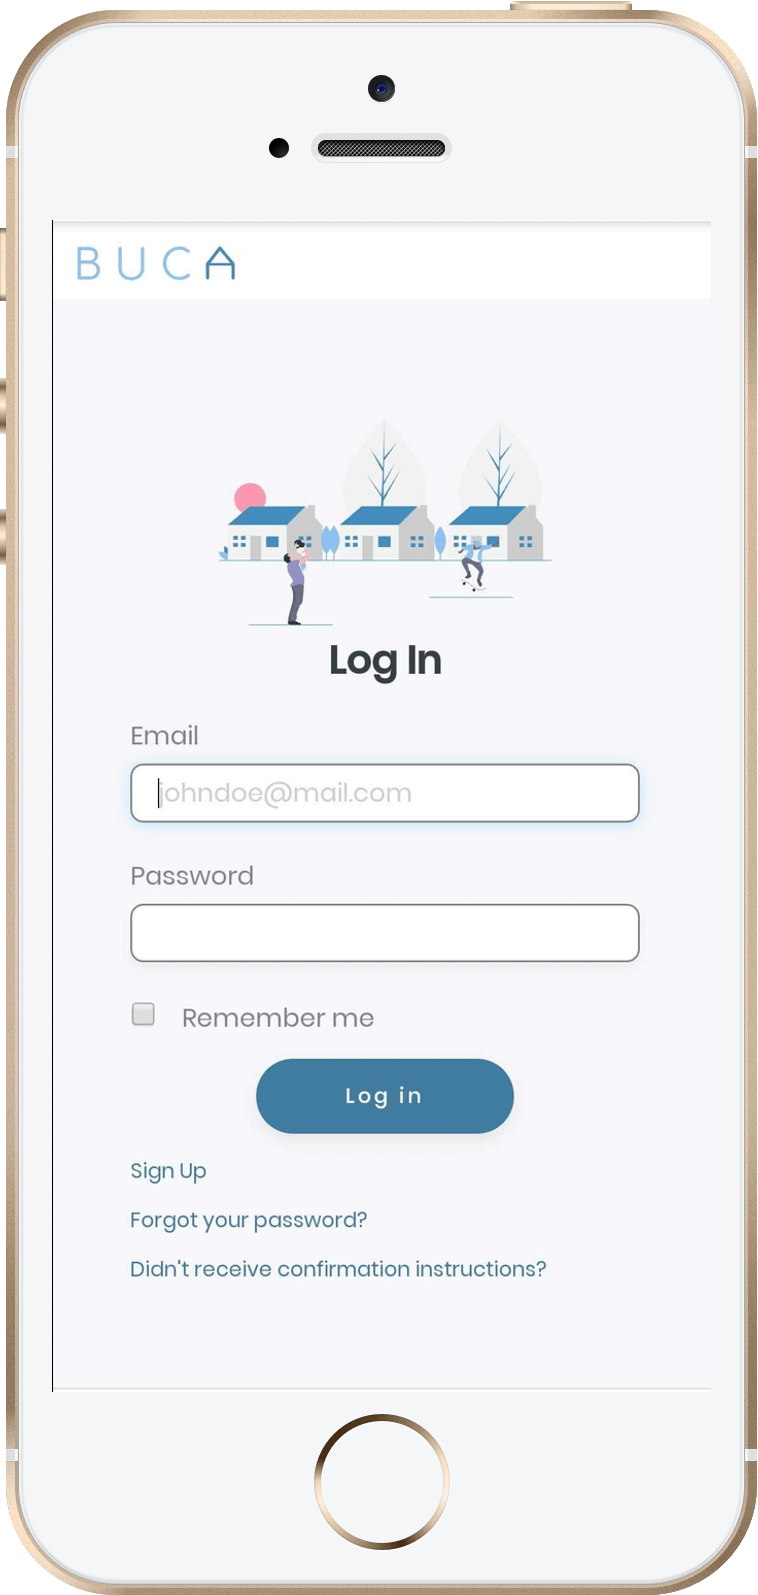 BUCA
Log In
Email
johndoe@mail.com
Password
Remember me
Log in
Sign Up
Forgot your password?
Didn't receive confirmation instructions?